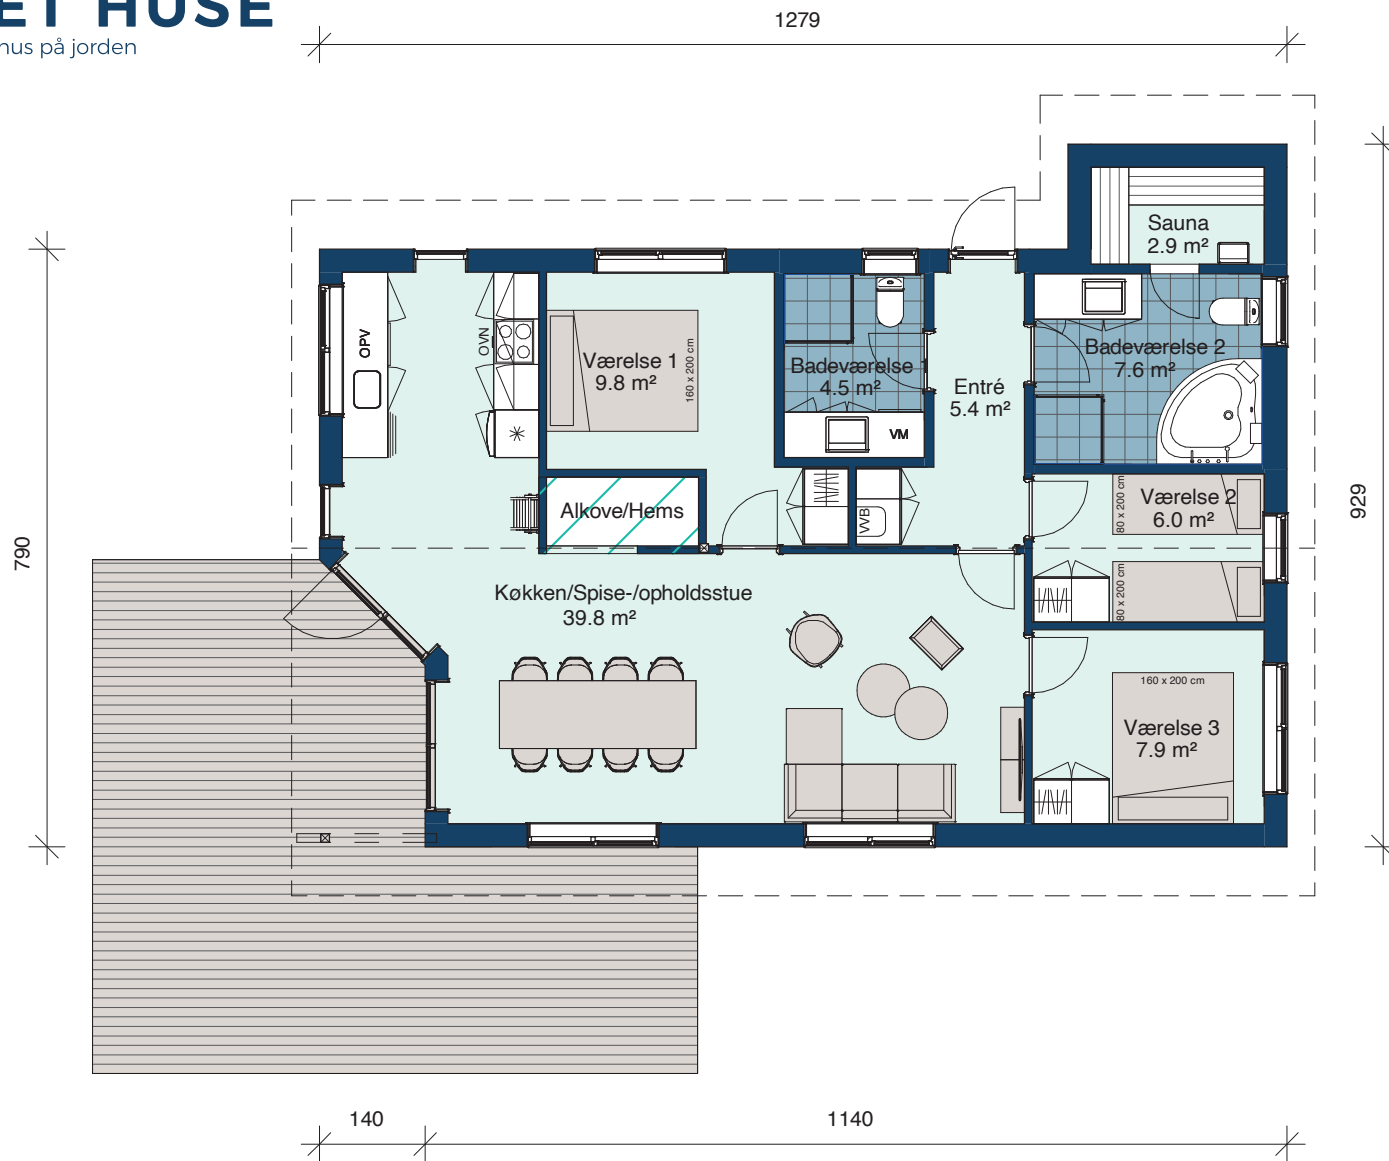 ET HUSE
hus på jorden
1279
Sauna
2.9 m²
OPV
OVN
Værelse 1
9.8 m²
160 x 200 cm
Badeværelse 1
4.5 m²
VM
Entré
5.4 m²
Badeværelse 2
7.6 m²
Alkove/Hems
VVB
80 x 200 cm
Værelse 2
6.0 m²
80 x 200 cm
790
929
Køkken/Spise-/opholdsstue
39.8 m²
160 x 200 cm
Værelse 3
7.9 m²
140
1140